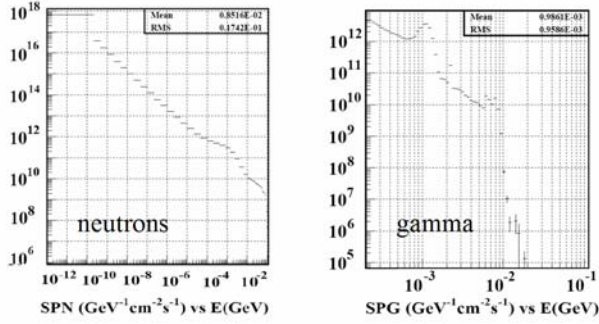 Mean 0.8516E-02
RMS 0.1742E-01
10^18
10^16
10^14
10^12
10^10
10^8
10^6
neutrons
10^-12 10^-10 10^-8 10^-6 10^-4 10^-2
SPN (GeV^-1cm^-2s^-1) vs E(GeV)
Mean 0.9861E-03
RMS 0.9586E-03
10^12
10^11
10^10
10^9
10^8
10^7
10^6
10^5
gamma
10^-3 10^-2 10^-1
SPG (GeV^-1cm^-2s^-1) vs E(GeV)